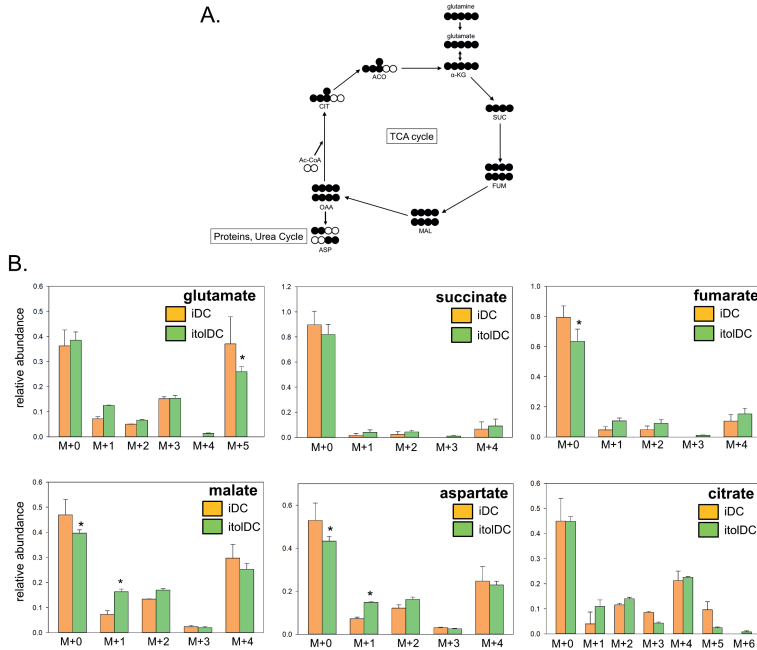 A.
glutamine
glutamate
α-KG
ACO
CIT
SUC
TCA cycle
Ac-CoA
FUM
OAA
MAL
Proteins, Urea Cycle
ASP
B.
glutamate
iDC
itolDC
relative abundance
0.6
0.5
0.4
0.3
0.2
0.1
0.0
*
M+0 M+1 M+2 M+3 M+4 M+5
succinate
iDC
itolDC
1.2
1.0
0.8
0.6
0.4
0.2
0.0
M+0 M+1 M+2 M+3 M+4
fumarate
iDC
itolDC
1.0
0.8
0.6
0.4
0.2
0.0
*
M+0 M+1 M+2 M+3 M+4
malate
iDC
itolDC
relative abundance
0.6
0.5
0.4
0.3
0.2
0.1
0.0
*
*
M+0 M+1 M+2 M+3 M+4
aspartate
iDC
itolDC
0.6
0.4
0.2
0.0
*
*
M+0 M+1 M+2 M+3 M+4
citrate
iDC
itolDC
0.6
0.5
0.4
0.3
0.2
0.1
0.0
M+0 M+1 M+2 M+3 M+4 M+5 M+6